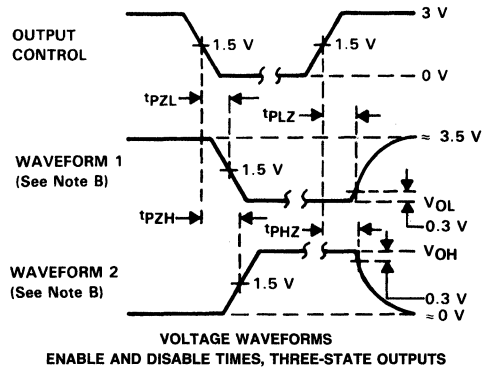 OUTPUT
CONTROL
3 V
1.5 V
1.5 V
0 V
tPZL
tPLZ
≈ 3.5 V
WAVEFORM 1
(See Note B)
1.5 V
VOL
0.3 V
tPZH
tPHZ
VOH
WAVEFORM 2
(See Note B)
1.5 V
0.3 V
≈ 0 V
VOLTAGE WAVEFORMS
ENABLE AND DISABLE TIMES, THREE-STATE OUTPUTS